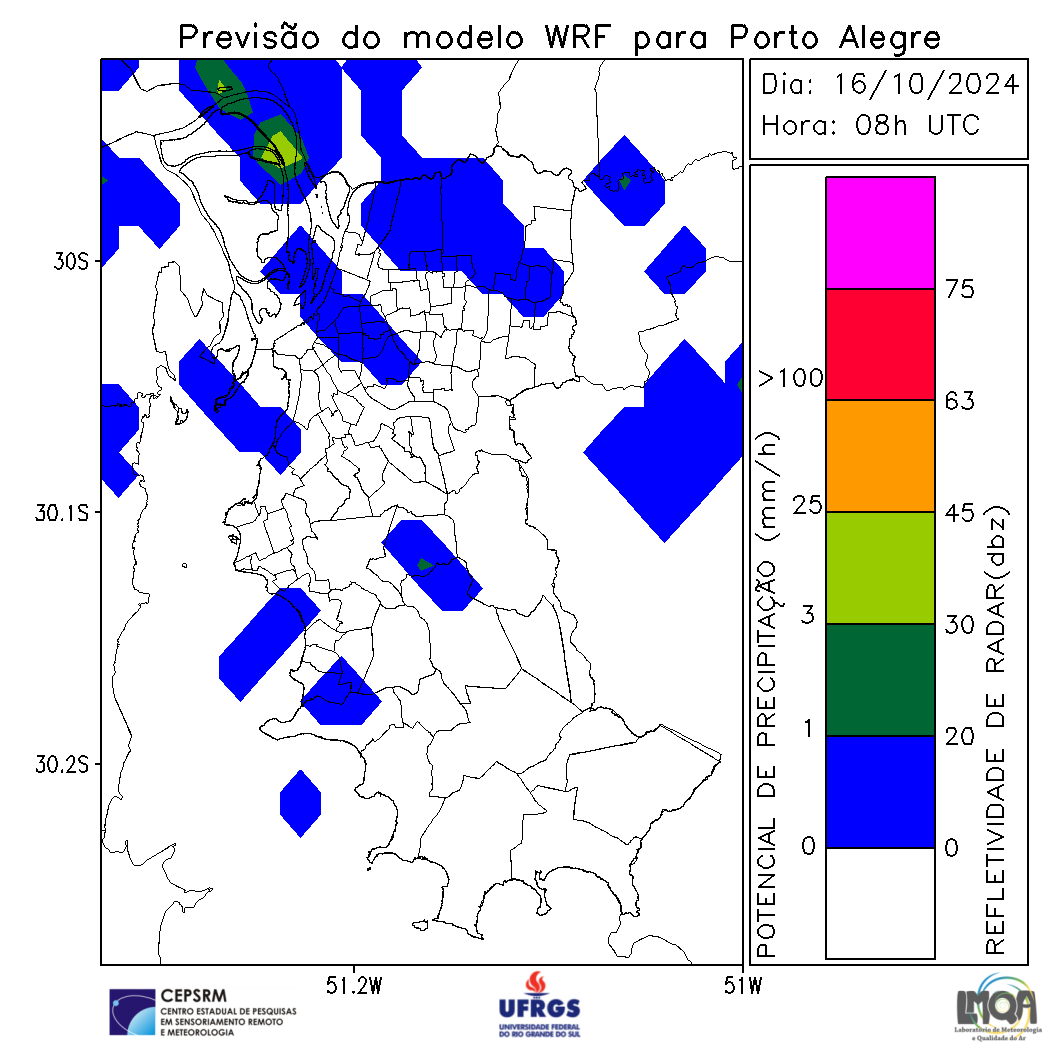 Previsão do modelo WRF para Porto Alegre
Dia: 16/10/2024
Hora: 08h UTC
30S
30.1S
30.2S
51.2W
51W
>100
25
3
1
0
75
63
45
30
20
0
POTENCIAL DE PRECIPITAÇÃO (mm/h)
REFLETIVIDADE DE RADAR(dbz)
CEPSRM
CENTRO ESTADUAL DE PESQUISAS
EM SENSORIAMENTO REMOTO
E METEOROLOGIA
UFRGS
UNIVERSIDADE FEDERAL
DO RIO GRANDE DO SUL
LMQA
Laboratório de Meteorologia
e Qualidade do Ar